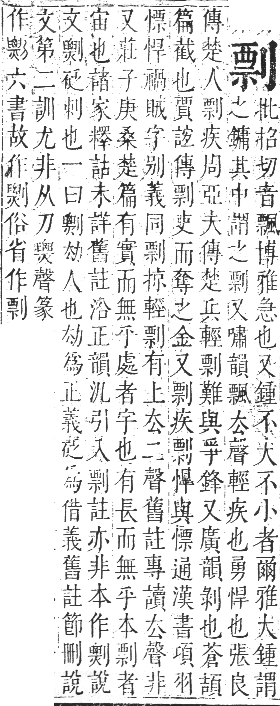 剽
批招切音飄博雅急也又鍾不大不小者爾雅大鍾謂
之鏞其中謂之剽又嘯韻飄去聲輕疾也勇悍也張良
傳楚人剽疾周亞夫傳楚兵輕剽難與爭鋒又廣韻剝也蒼頡
篇截也賈誼傳剽吏而奪之金又剽疾剽悍與慓通漢書項羽
慓悍禍賊字別義同剽掠輕剽有上去二聲舊註專讀去聲非
又莊子庚桑楚篇有實而無乎處者宇也有長而無乎本剽者
宙也諸家釋詁未詳舊註沿正韻汎引入剽註亦非本作剽說
文剽砭刺也一曰剽劫人也劫爲正義砭爲借義舊註節刪說
文第二訓尤非从刀㶾聲篆
作㔄六書故作㔄俗省作剽